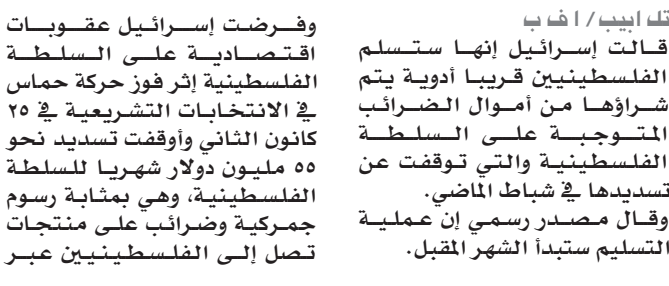 تل ابيب/ ا ف ب
قالت إسرائيل إنها ستسلم
الفلسطينيين قريبا أدوية يتم
شراؤها من أموال الضرائب
المتوجبة على السلطة
الفلسطينية والتي توقفت عن
تسديدها في شباط الماضي.
وقال مصدر رسمي إن عملية
التسليم ستبدأ الشهر المقبل.
وفرضت إسرائيل عقوبات
اقتصادية على السلطة
الفلسطينية إثر فوز حركة حماس
في الانتخابات التشريعية في ٢٥
كانون الثاني وأوقفت تسديد نحو
٥٥ مليون دولار شهريا للسلطة
الفلسطينية، وهي بمثابة رسوم
جمركية وضرائب على منتجات
تصل إلى الفلسطينيين عبر